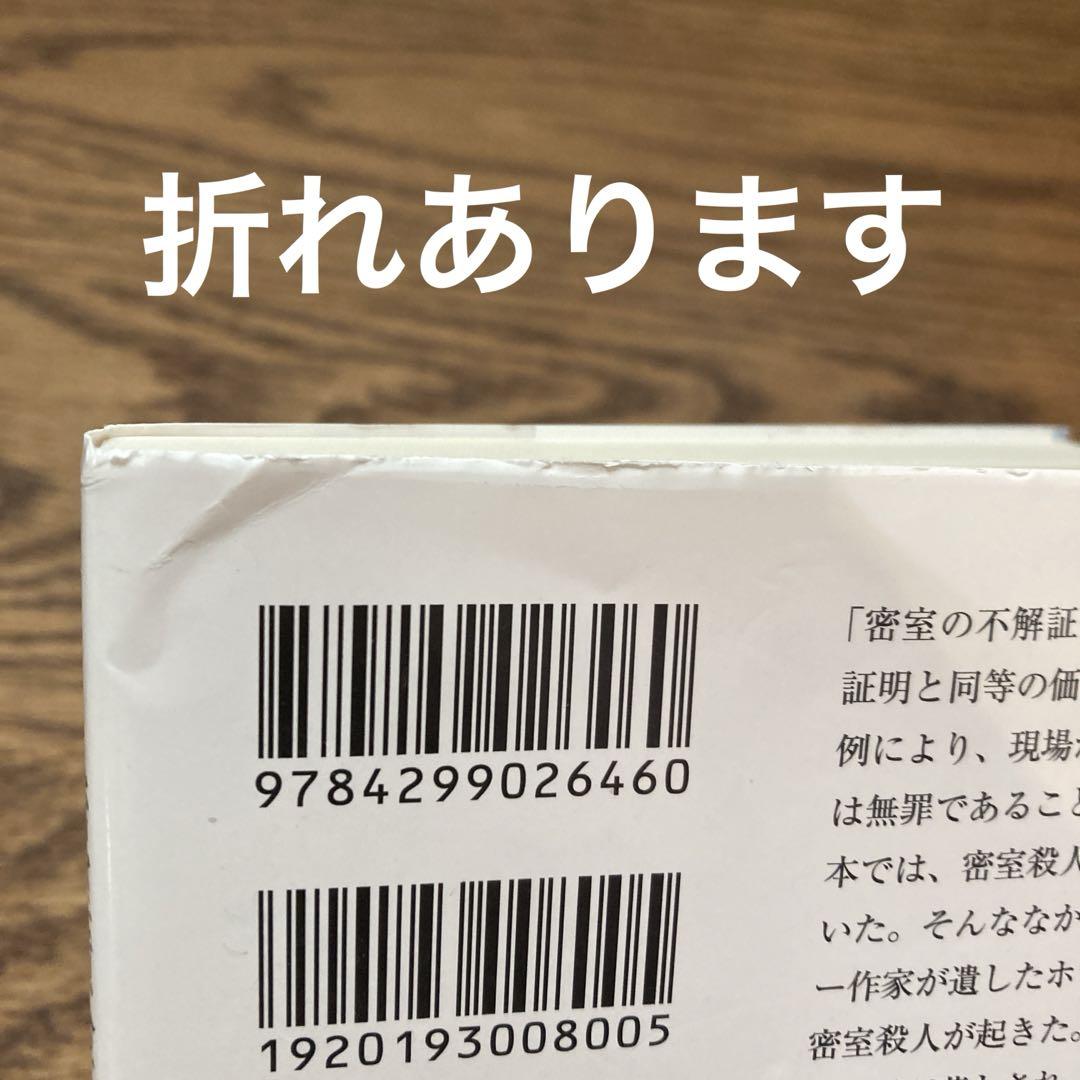 折れあります
9784299026460
1920193008005
「密室の不解証
証明と同等の価
例により、現場
は無罪であること
本では、密室殺人
いた。そんななか
ー作家が遺したホ
密室殺人が起きた。